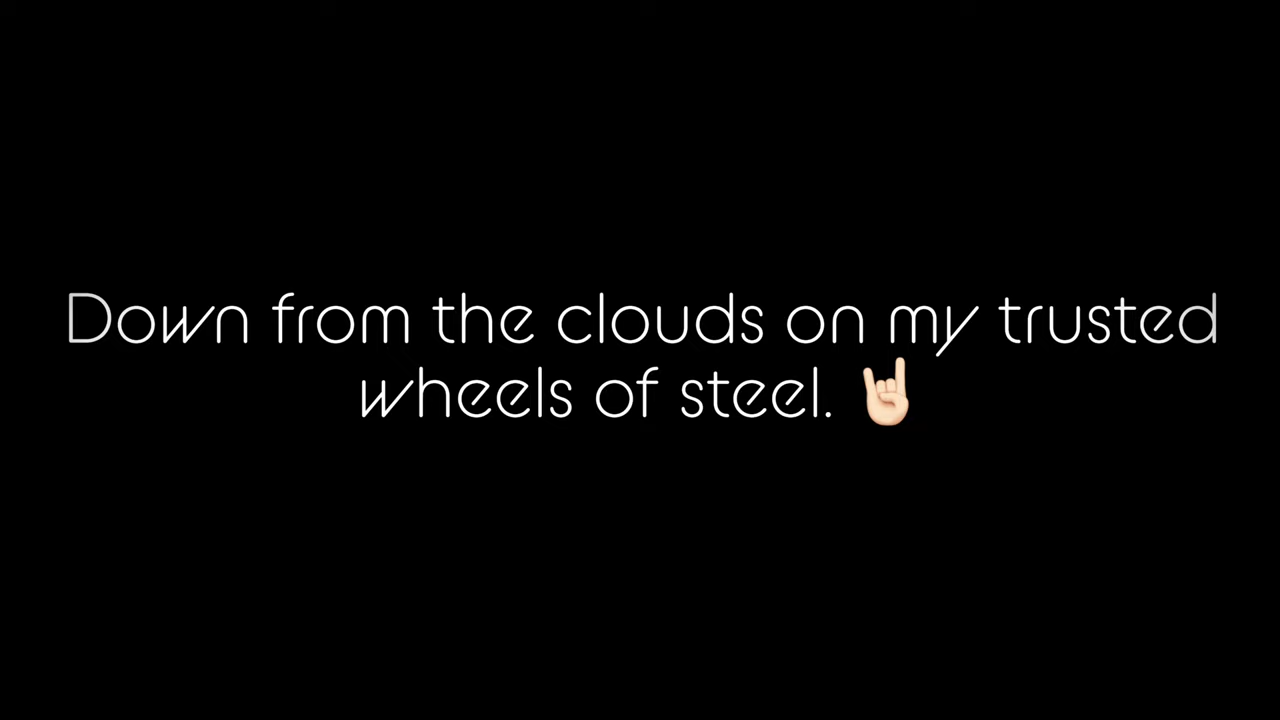 Down from the clouds on my trusted
wheels of steel. 🤘🏻